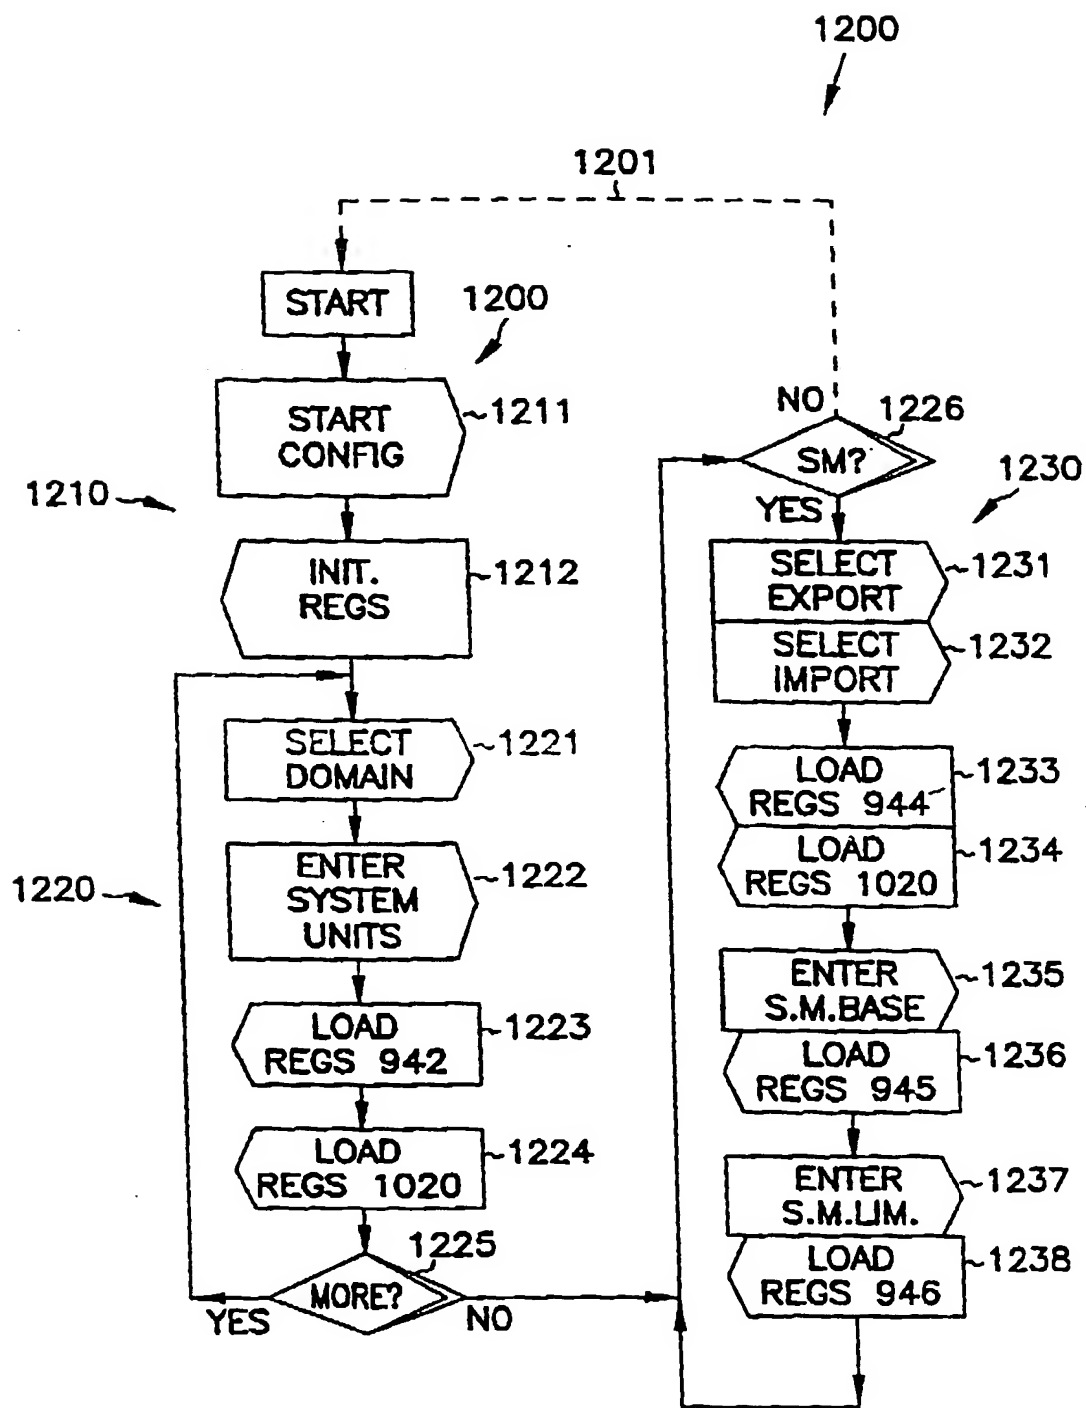 1200
1201
START
1200
START
CONFIG
1211
1210
INIT.
REGS
1212
SELECT
DOMAIN
1221
ENTER
SYSTEM
UNITS
1222
1220
LOAD
REGS 942
1223
LOAD
REGS 1020
1224
MORE?
1225
YES
NO
NO
SM?
1226
YES
1230
SELECT
EXPORT
1231
SELECT
IMPORT
1232
LOAD
REGS 944
1233
LOAD
REGS 1020
1234
ENTER
S.M.BASE
1235
LOAD
REGS 945
1236
ENTER
S.M.LIM.
1237
LOAD
REGS 946
1238